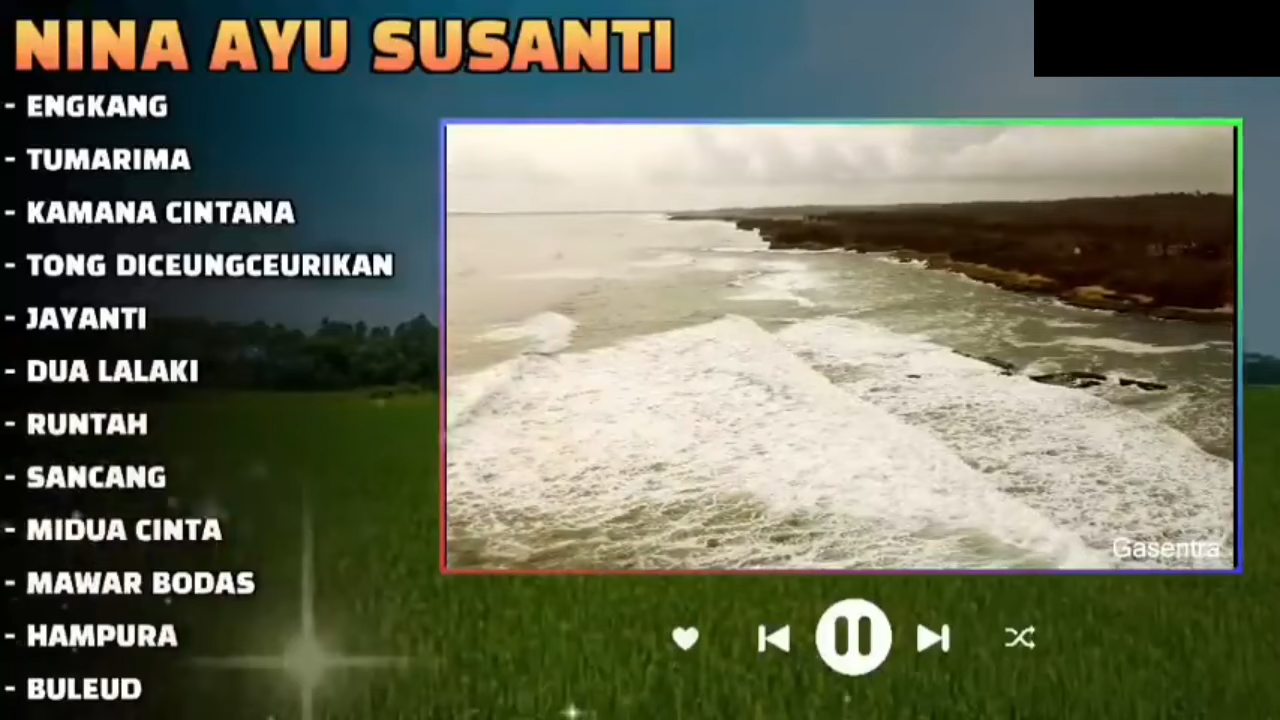 NINA AYU SUSANTI
- ENGKANG
- TUMARIMA
- KAMANA CINTANA
- TONG DICEUNGCEURIKAN
- JAYANTI
- DUA LALAKI
- RUNTAH
- SANCANG
- MIDUA CINTA
- MAWAR BODAS
- HAMPURA
- BULEUD
Gasentra